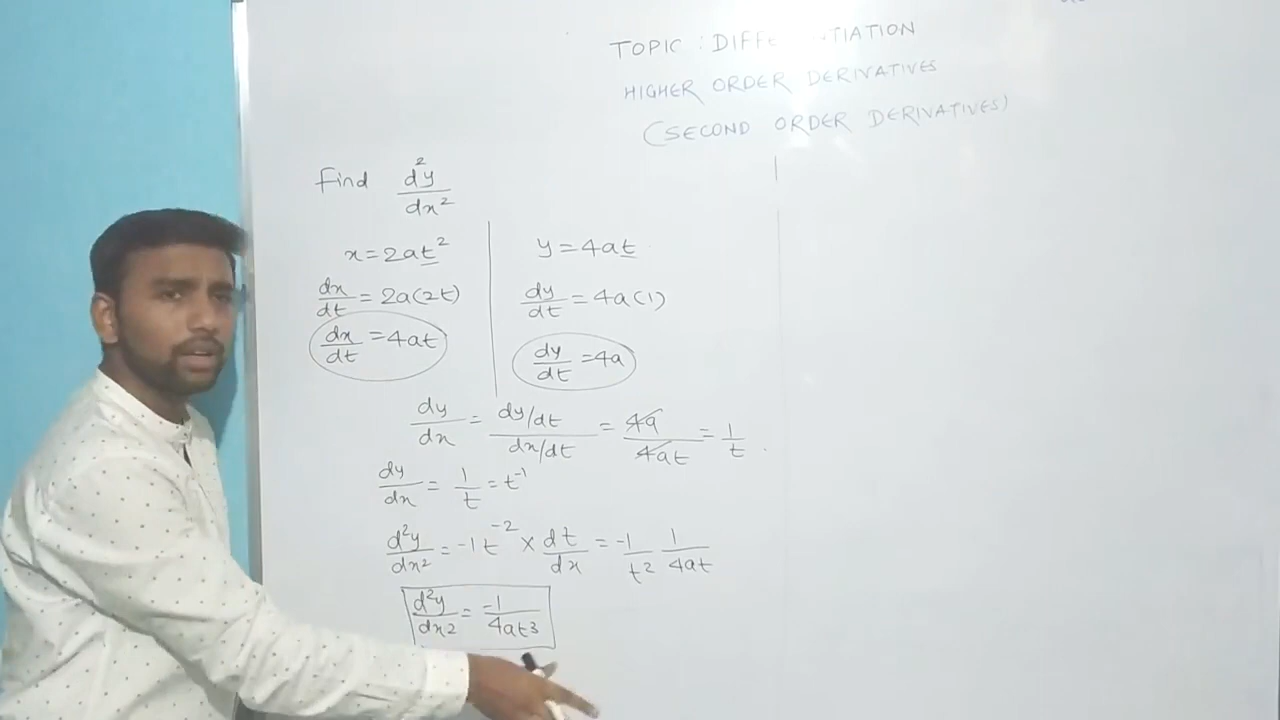 TOPIC : DIFFE TIATION
HIGHER ORDER DERIVATIVES
(SECOND ORDER DERIVATIVES)
Find d²y/dx²
x = 2at²
dx/dt = 2a(2t)
dx/dt = 4at
y = 4at
dy/dt = 4a(1)
dy/dt = 4a
dy/dx = dy/dt / dx/dt = 4a/4at = 1/t
dy/dx = 1/t = t⁻¹
d²y/dx² = -1t⁻² × dt/dx = -1/t² 1/4at
d²y/dx² = -1/4at³